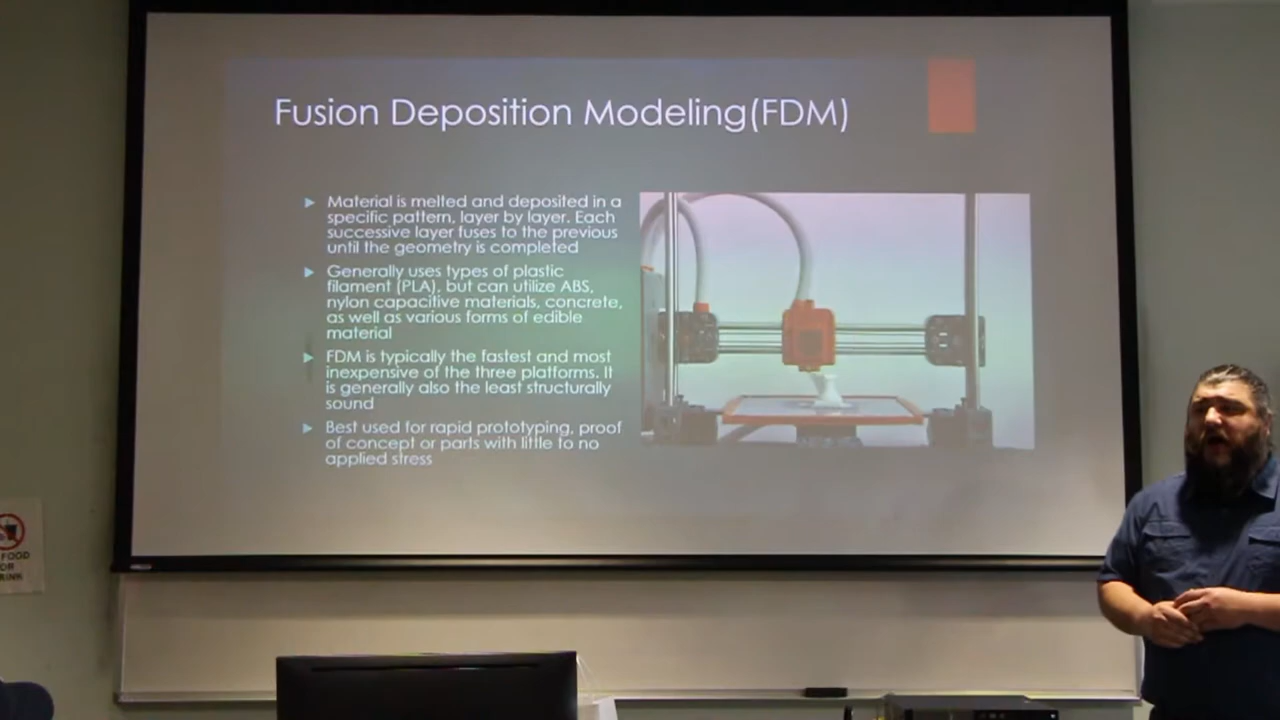 Fusion Deposition Modeling(FDM)
Material is melted and deposited in a
specific pattern, layer by layer. Each
successive layer fuses to the previous
until the geometry is completed
Generally uses types of plastic
filament (PLA), but can utilize ABS,
nylon capacitive materials, concrete,
as well as various forms of edible
material
FDM is typically the fastest and most
inexpensive of the three platforms. It
is generally also the least structurally
sound
Best used for rapid prototyping, proof
of concept or parts with little to no
applied stress
FOOD
OR
RINK